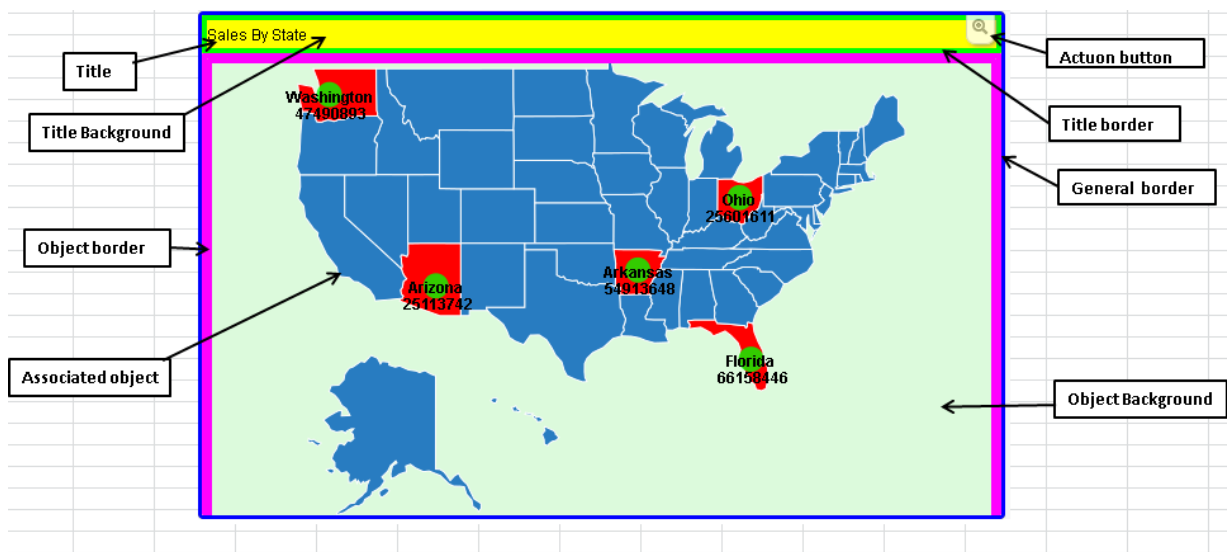 Sales By State
Title
Actuon button
Title Background
Title border
Washington
47490893
General border
Ohio
25601611
Object border
Arkansas
54913648
Arizona
25113742
Florida
66158446
Associated object
Object Background